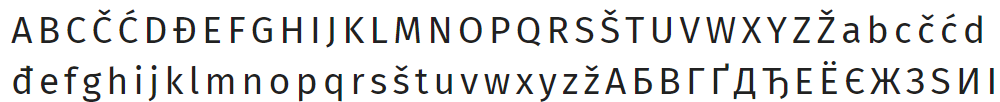 ABCČĆDĐEFGHIJKLMNOPQRSŠTUVWXYZŽabcčćd
đefghijklmnopqrsštuvwxyzžАБВГҐДЂЕЁЄЖЗЅИІ